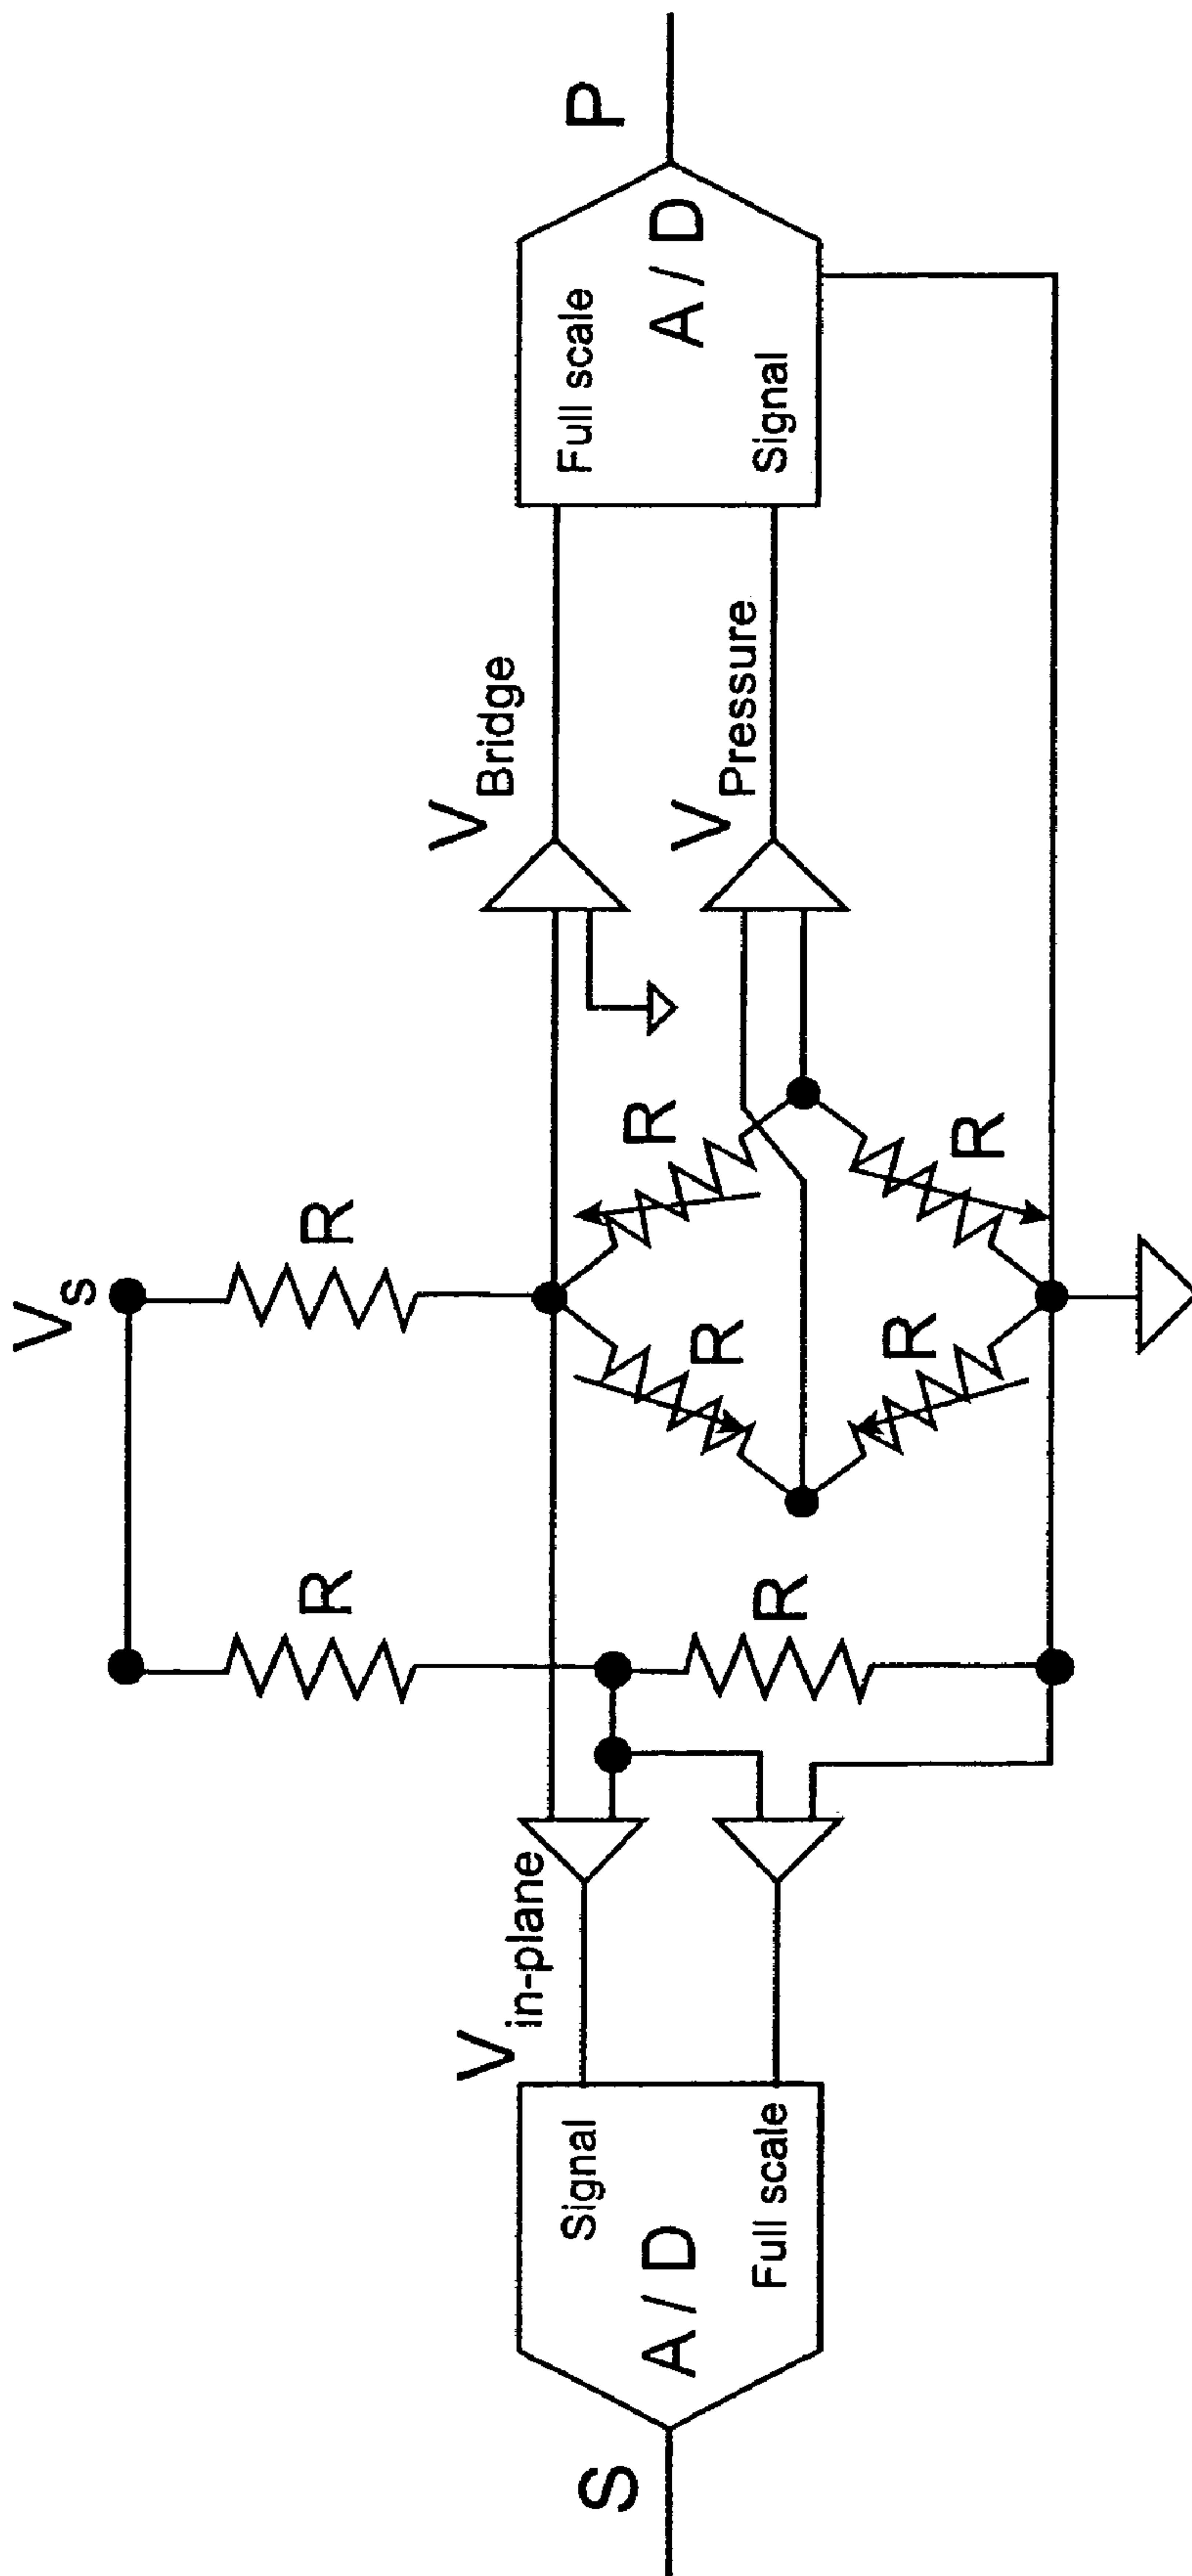 V s
R
R
V Bridge
V in-plane
R
R
R
R
R
V Pressure
Signal
A / D
Full scale
Full scale
A / D
Signal
S
P